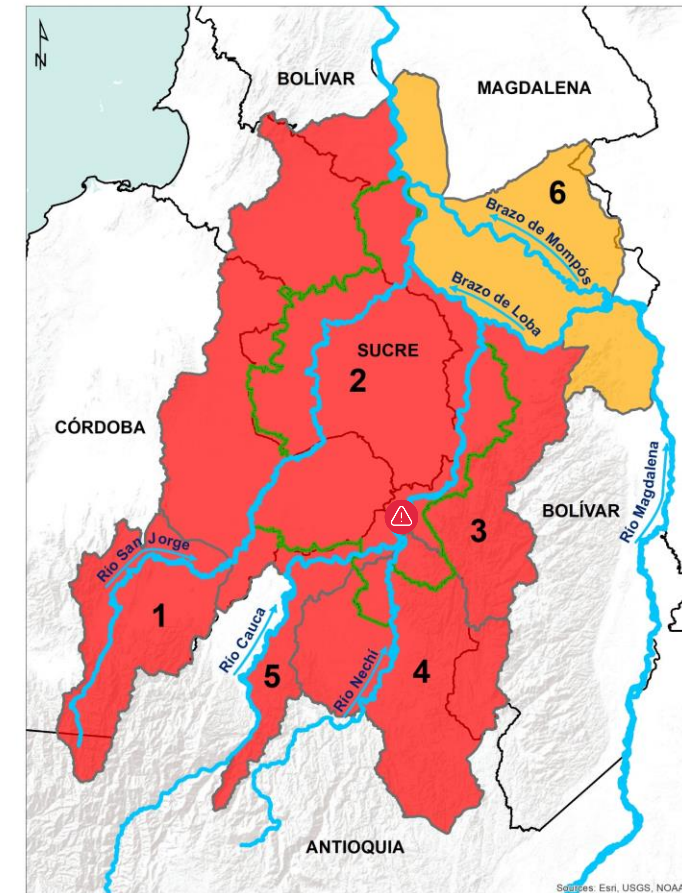 N
BOLÍVAR
MAGDALENA
6
Brazo de Mompós
Brazo de Loba
SUCRE
2
CÓRDOBA
BOLÍVAR
Río Magdalena
3
Río San Jorge
1
Río Cauca
5
Río Nechí
4
ANTIOQUIA
Sources: Esri, USGS, NOAA